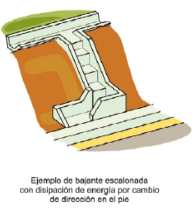 Ejemplo de bajante escalonada
con disipación de energía por cambio
de dirección en el pie